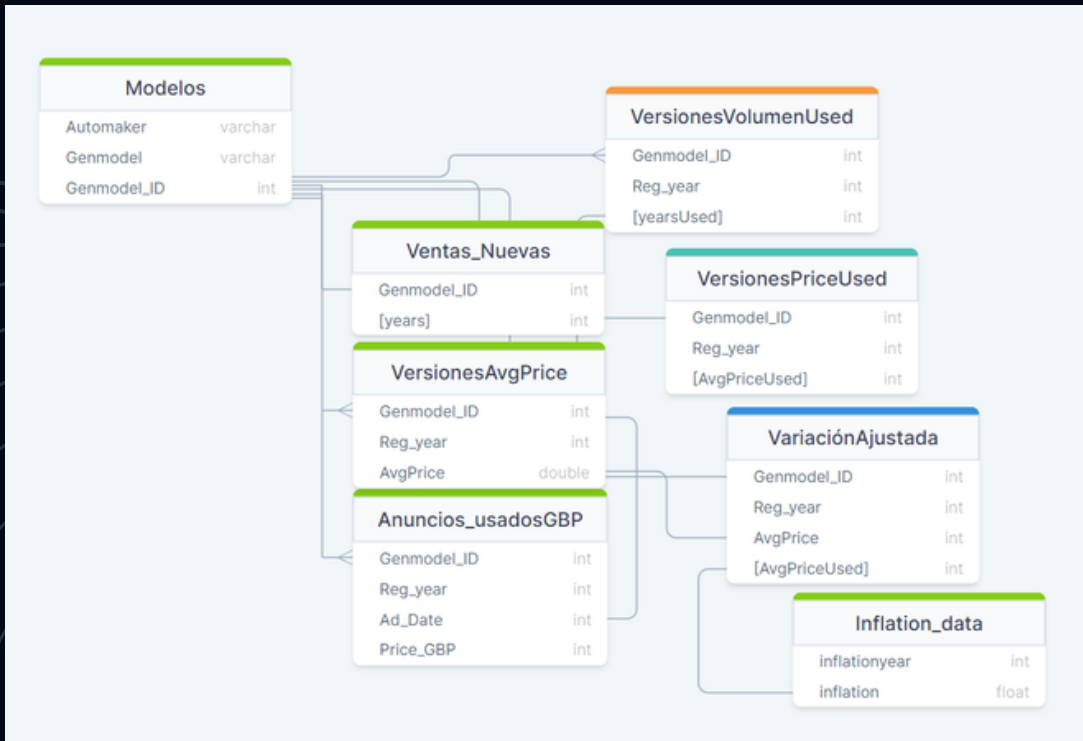 Modelos
Automaker varchar
Genmodel varchar
Genmodel_ID int
VersionesVolumenUsed
Genmodel_ID int
Reg_year int
[yearsUsed] int
Ventas_Nuevas
Genmodel_ID int
[years] int
VersionesPriceUsed
Genmodel_ID int
Reg_year int
[AvgPriceUsed] int
VersionesAvgPrice
Genmodel_ID int
Reg_year int
AvgPrice double
VariaciónAjustada
Genmodel_ID int
Reg_year int
AvgPrice int
[AvgPriceUsed] int
Anuncios_usadosGBP
Genmodel_ID int
Reg_year int
Ad_Date int
Price_GBP int
Inflation_data
inflationyear int
inflation float